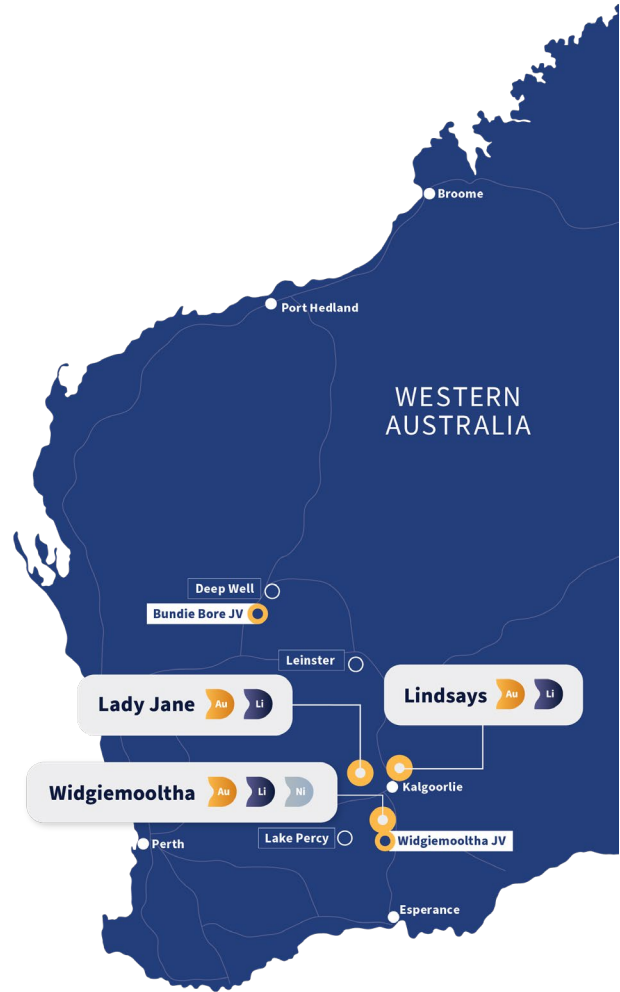 Broome
Port Hedland
WESTERN
AUSTRALIA
Deep Well
Bundie Bore JV
Leinster
Lady Jane Au Li
Lindsays Au Li
Widgiemooltha Au Li Ni
Kalgoorlie
Lake Percy
Widgiemooltha JV
Perth
Esperance